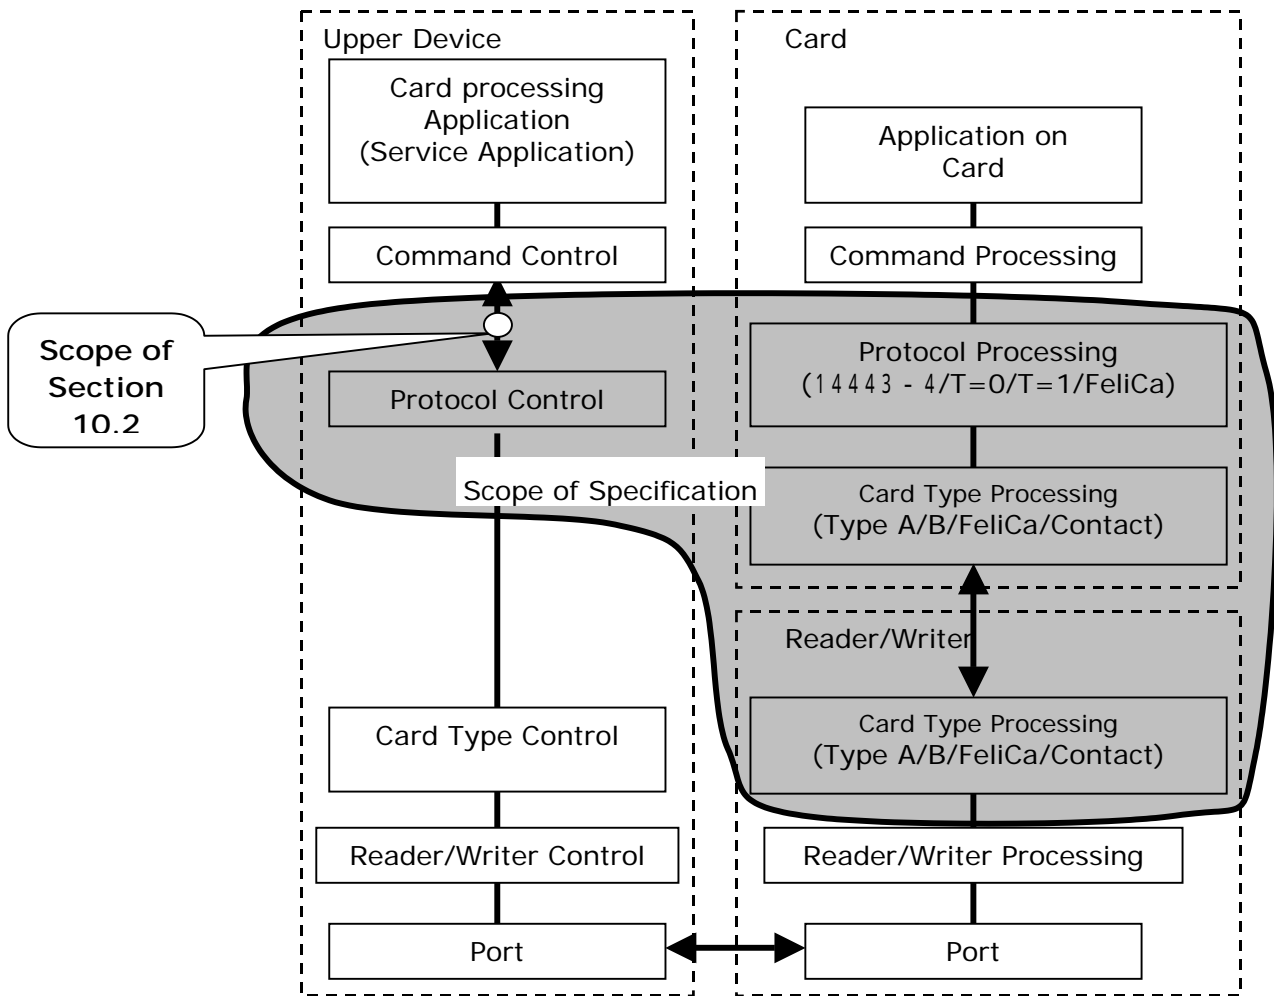 Upper Device
Card processing
Application
(Service Application)
Command Control
Scope of
Section
10.2
Protocol Control
Scope of Specification
Card Type Control
Reader/Writer Control
Port
Card
Application on
Card
Command Processing
Protocol Processing
(14443-4/T=0/T=1/FeliCa)
Card Type Processing
(Type A/B/FeliCa/Contact)
Reader/Writer
Card Type Processing
(Type A/B/FeliCa/Contact)
Reader/Writer Processing
Port